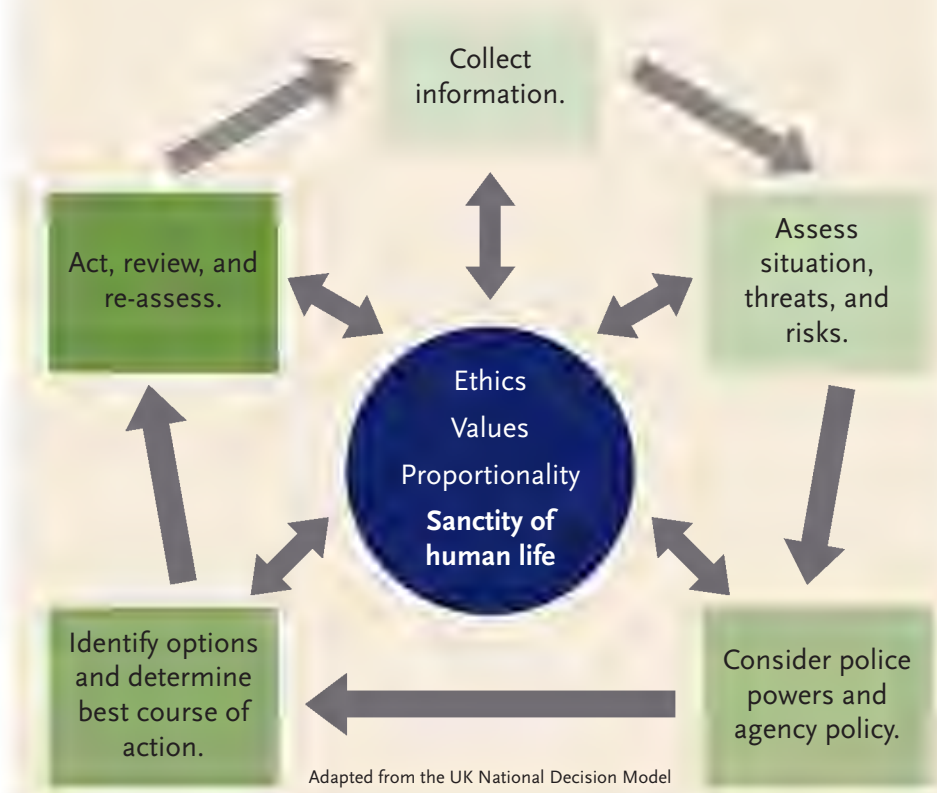 Collect
information.
Assess
situation,
threats, and
risks.
Consider police
powers and
agency policy.
Identify options
and determine
best course of
action.
Act, review, and
re-assess.
Ethics
Values
Proportionality
Sanctity of
human life
Adapted from the UK National Decision Model